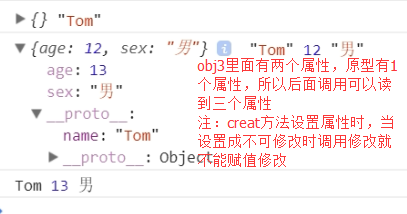 ▶{} "Tom"
▼{age: 12, sex: "男"} i "Tom" 12 "男"
age: 13
sex: "男"
▼__proto__:
name: "Tom"
▶__proto__: Object
obj3里面有两个属性，原型有1
个属性，所以后面调用可以读
到三个属性
注：creat方法设置属性时，当
设置成不可修改时调用修改就
不能赋值修改
Tom 13 男